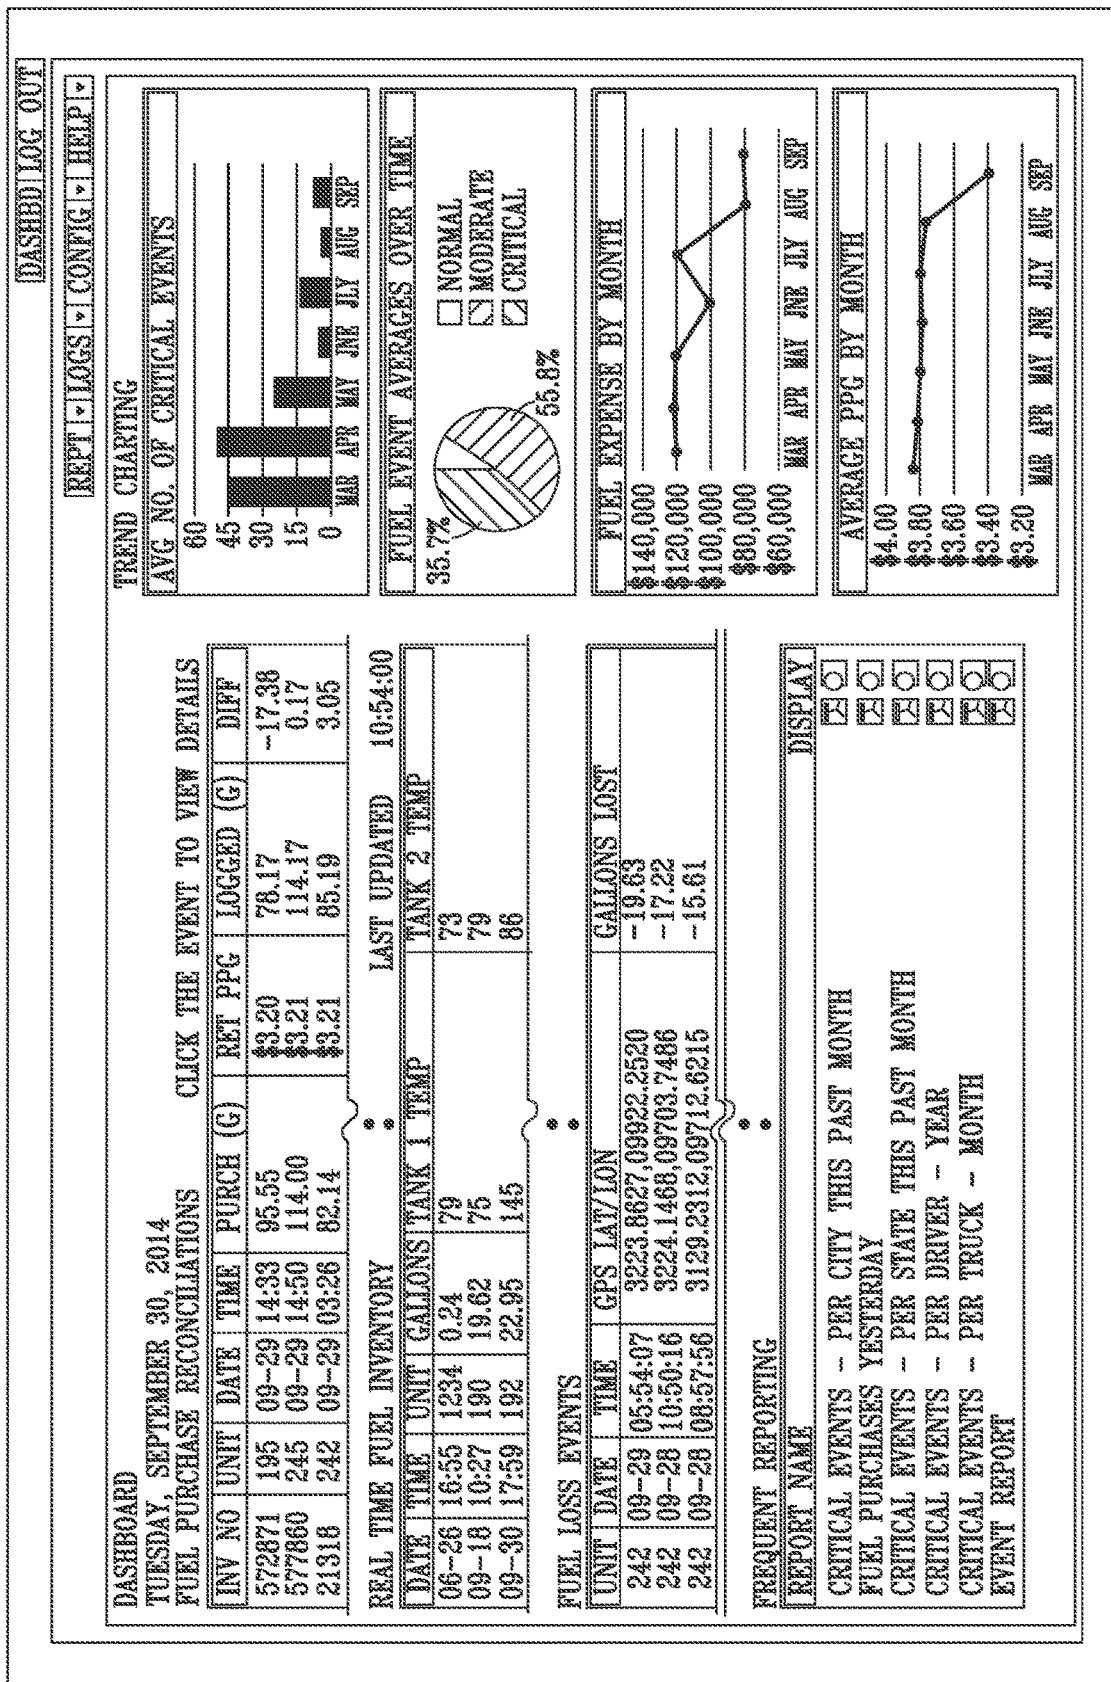 DASHBD LOG OUT
REPT LOGS CONFIG HELP
DASHBOARD
TUESDAY, SEPTEMBER 30, 2014
FUEL PURCHASE RECONCILIATIONS CLICK THE EVENT TO VIEW DETAILS
INV NO UNIT DATE TIME PURCH (G) RET PPG LOGGED (G) DIFF
572871 195 09-29 14:33 95.55 $3.20 78.17 -17.38
577860 245 09-29 14:50 114.00 $3.21 114.17 0.17
21318 242 09-29 03:26 82.14 $3.21 85.19 3.05
REAL TIME FUEL INVENTORY LAST UPDATED 10:54:00
DATE TIME UNIT GALLONS TANK 1 TEMP TANK 2 TEMP
06-26 16:55 1234 0.24 79 73
09-18 10:27 190 19.62 75 79
09-30 17:59 192 22.95 145 86
FUEL LOSS EVENTS
UNIT DATE TIME GPS LAT/LON GALLONS LOST
242 09-29 05:54:07 3223.8627,09922.2520 -19.63
242 09-28 10:50:16 3224.1468,09703.7486 -17.22
242 09-28 08:57:56 3129.2312,09712.6215 -15.61
FREQUENT REPORTING
REPORT NAME DISPLAY
CRITICAL EVENTS - PER CITY THIS PAST MONTH
FUEL PURCHASES YESTERDAY
CRITICAL EVENTS - PER STATE THIS PAST MONTH
CRITICAL EVENTS - PER DRIVER - YEAR
CRITICAL EVENTS - PER TRUCK - MONTH
EVENT REPORT
TREND CHARTING
AVG NO. OF CRITICAL EVENTS
60
45
30
15
0
MAR APR MAY JNE JLY AUG SEP
FUEL EVENT AVERAGES OVER TIME
35.7%
55.8%
NORMAL
MODERATE
CRITICAL
FUEL EXPENSE BY MONTH
$140,000
$120,000
$100,000
$80,000
$60,000
MAR APR MAY JNE JLY AUG SEP
AVERAGE PPG BY MONTH
$4.00
$3.80
$3.60
$3.40
$3.20
MAR APR MAY JNE JLY AUG SEP